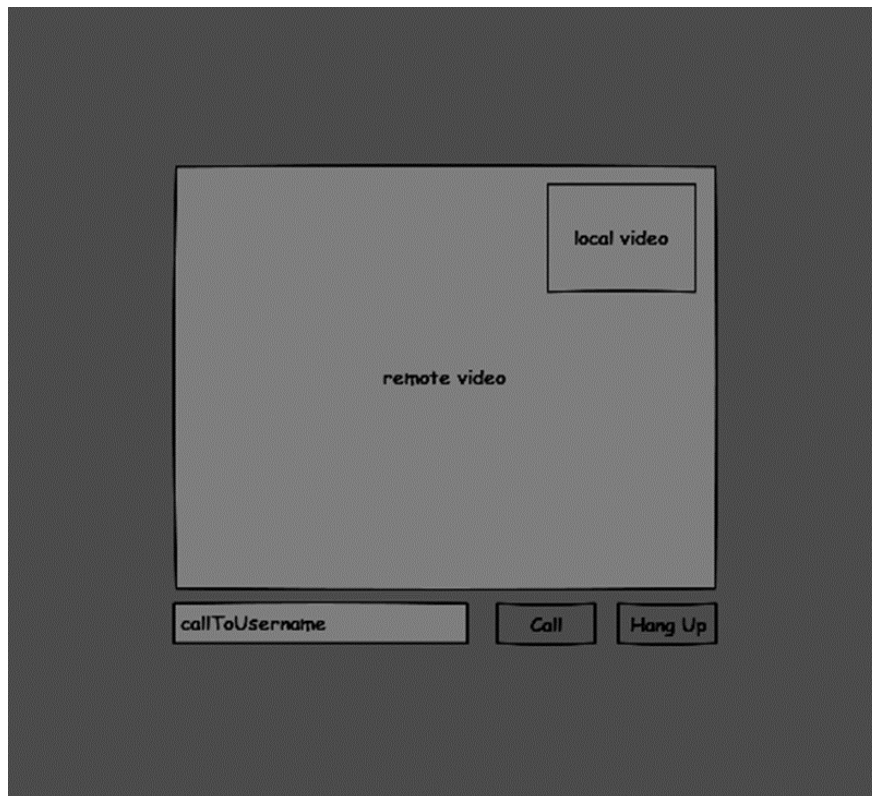 local video
remote video
callToUsername
Call
Hang Up